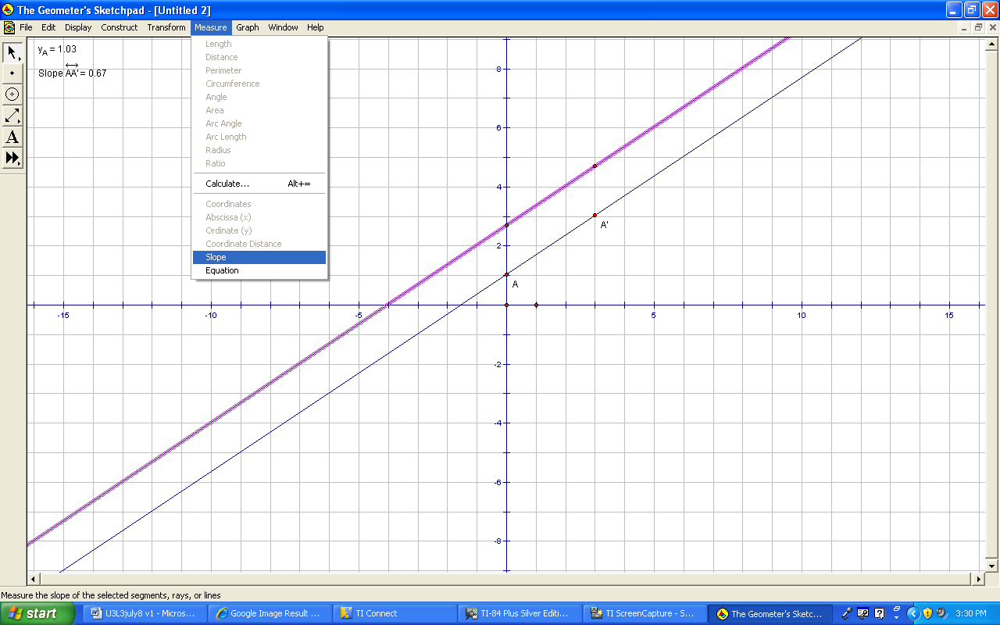 The Geometer's Sketchpad - [Untitled 2]
File Edit Display Construct Transform Measure Graph Window Help
yA = 1.03
Slope AA' = 0.67
Length
Distance
Perimeter
Circumference
Angle
Area
Arc Angle
Arc Length
Radius
Ratio
Calculate... Alt+=
Coordinates
Abscissa (x)
Ordinate (y)
Coordinate Distance
Slope
Equation
A
8
6
4
2
A'
A
-15 -10 -5 5 10 15
-2
-4
-6
-8
Measure the slope of the selected segments, rays, or lines
start U3L3july8 v1 - Micros... Google Image Result ... TI Connect TI-84 Plus Silver Editi... TI ScreenCapture - S... The Geometer's Sketc... 3:30 PM